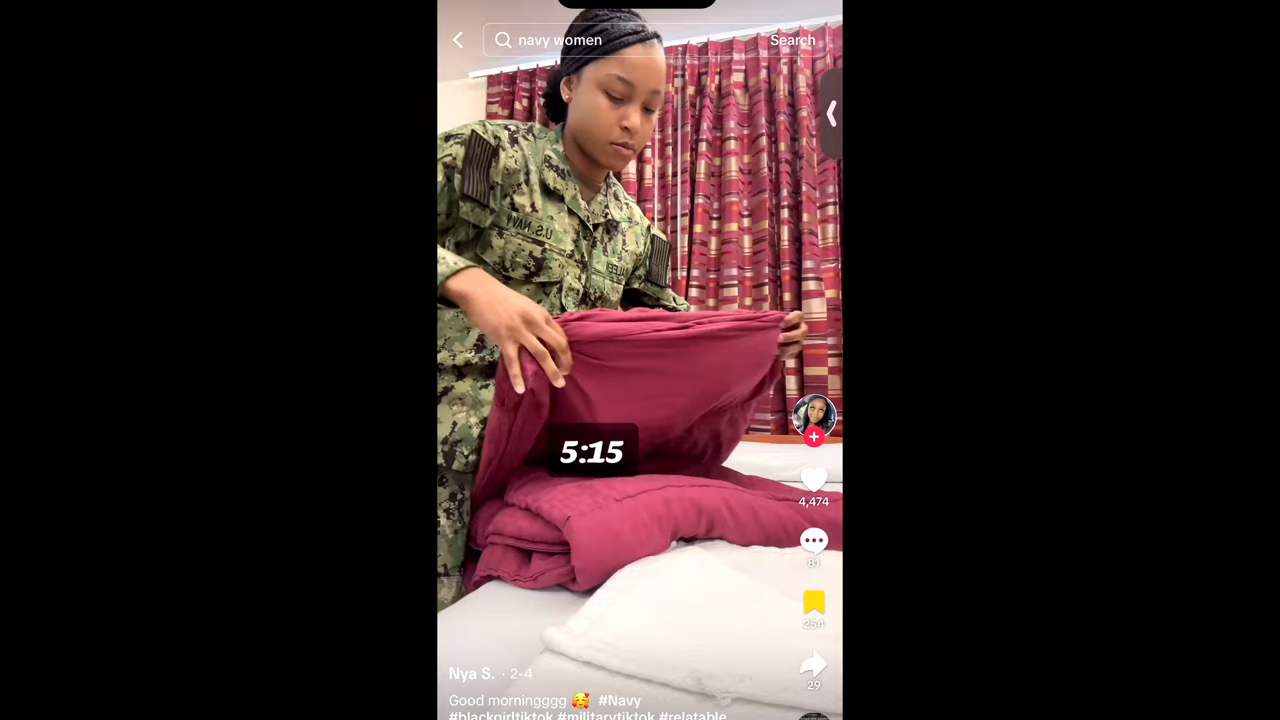 navy women
Search
U.S. NAVY
5:15
4,474
81
254
29
Nya S. · 2-4
Good morningggg 🥰 #Navy
#blackgirltiktok #militarytiktok #relatable